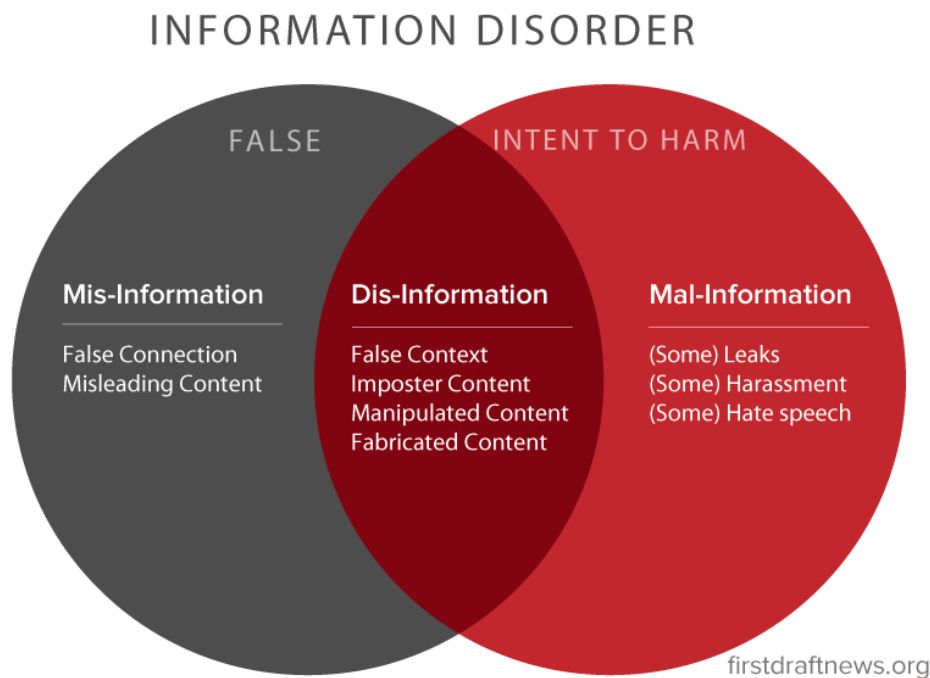 INFORMATION DISORDER
FALSE
INTENT TO HARM
Mis-Information
False Connection
Misleading Content
Dis-Information
False Context
Imposter Content
Manipulated Content
Fabricated Content
Mal-Information
(Some) Leaks
(Some) Harassment
(Some) Hate speech
firstdraftnews.org